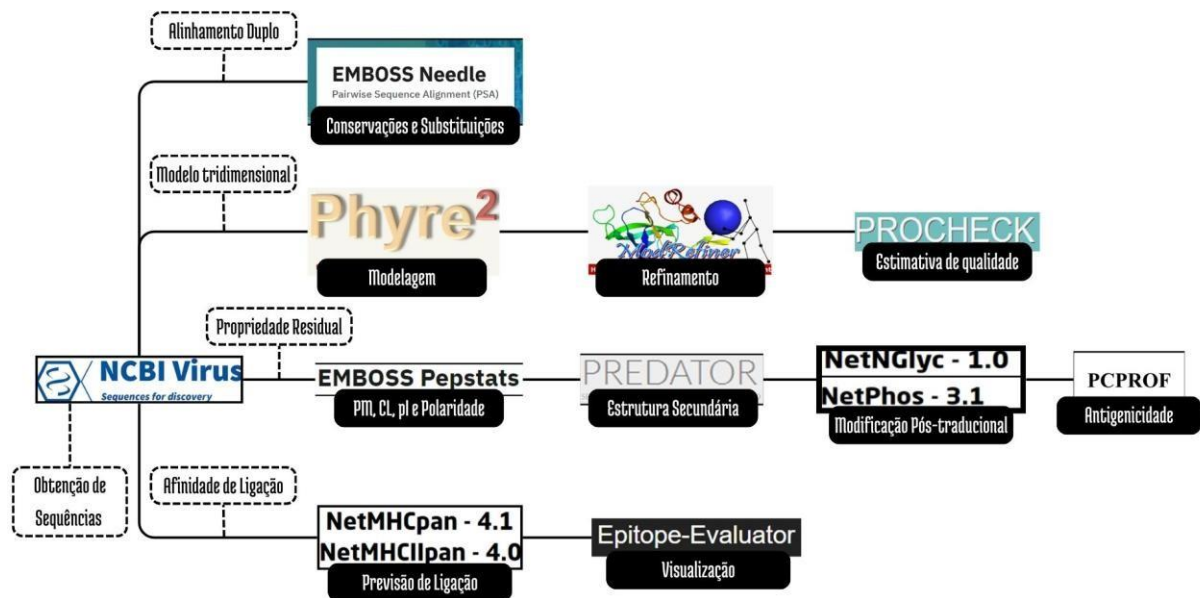 Alinhamento Duplo
EMBOSS Needle
Pairwise Sequence Alignment (PSA)
Conservações e Substituições
Modelo tridimensional
Phyre2
Modelagem
ModRefiner
Refinamento
PROCHECK
Estimativa de qualidade
Propriedade Residual
NCBI Virus
Sequences for discovery
EMBOSS Pepstats
PM, CL, pI e Polaridade
PREDATOR
Estrutura Secundária
NetNGlyc - 1.0
NetPhos - 3.1
Modificação Pós-traducional
PCPROF
Antigenicidade
Obtenção de
Sequências
Afinidade de Ligação
NetMHCpan - 4.1
NetMHCIIpan - 4.0
Previsão de Ligação
Epitope-Evaluator
Visualização